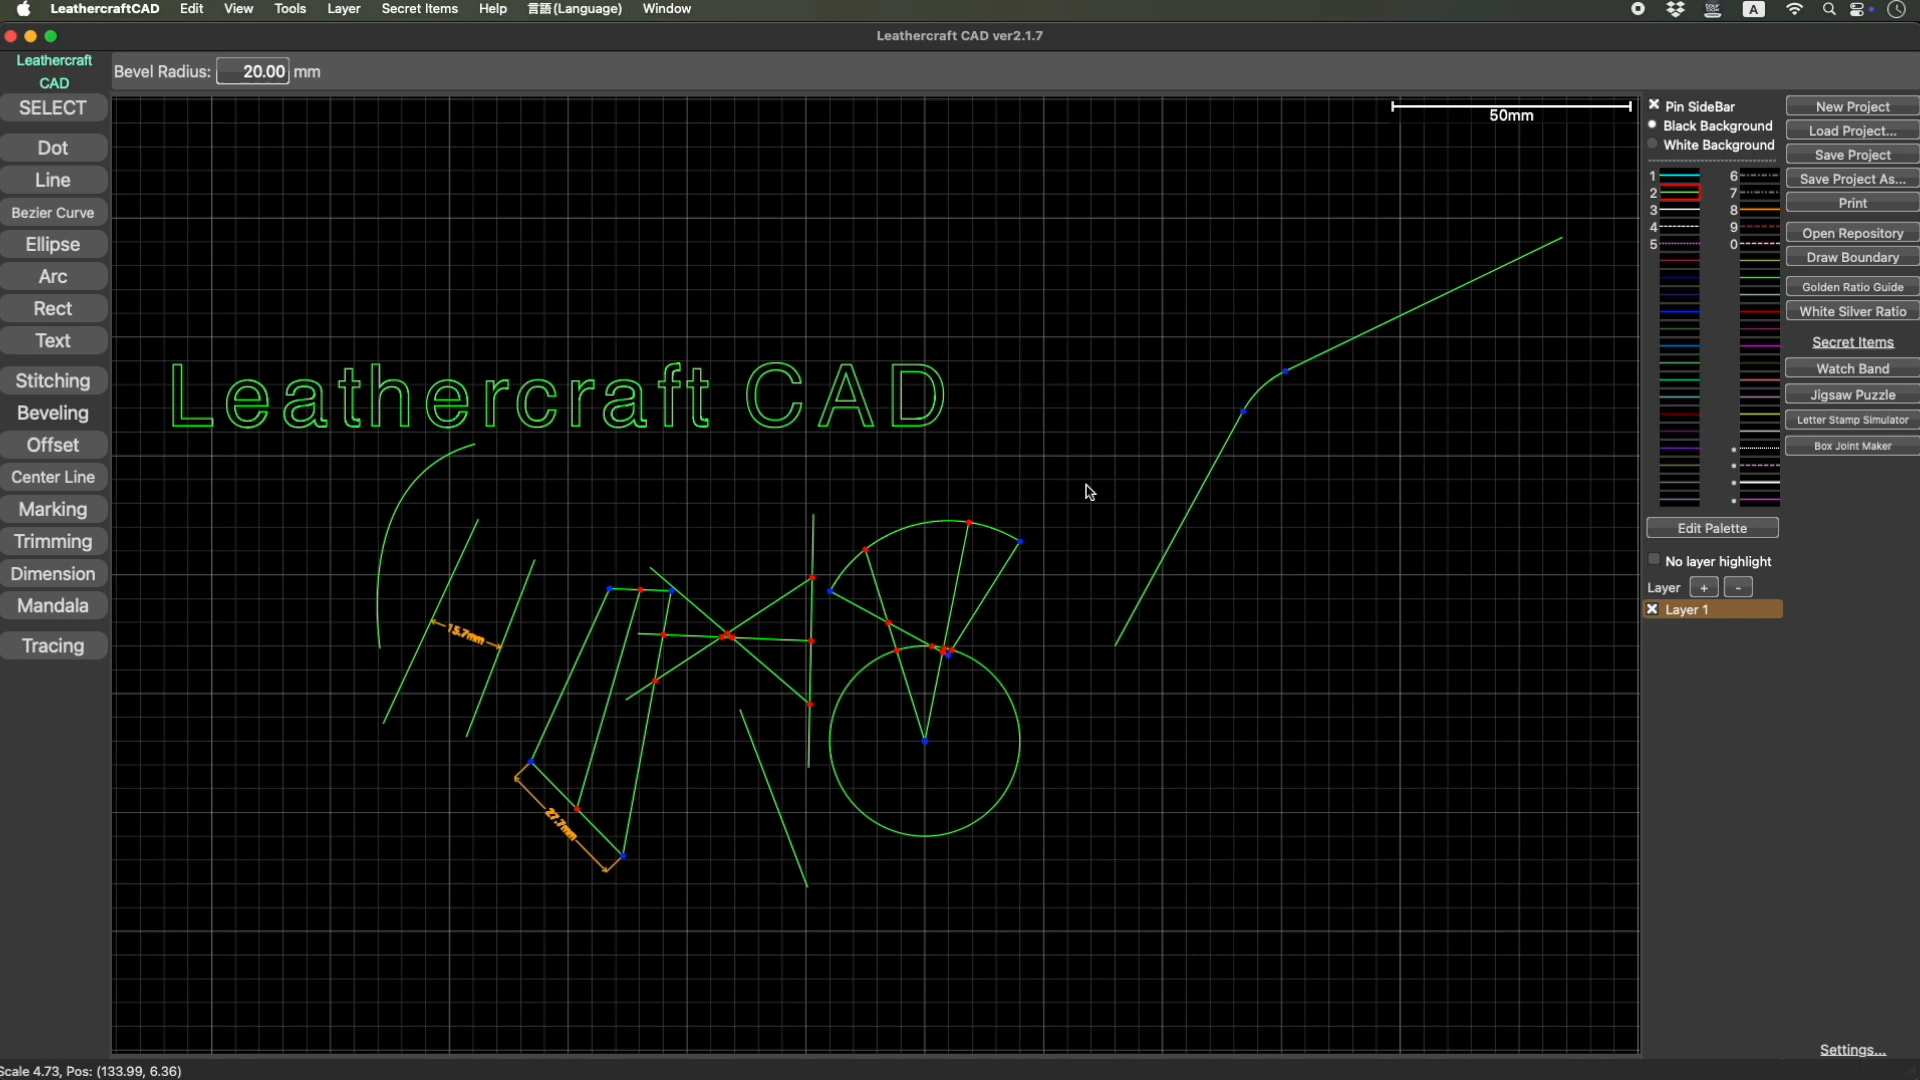 LeathercraftCAD Edit View Tools Layer Secret Items Help 言語(Language) Window
A
Leathercraft CAD ver2.1.7
Leathercraft
CAD
Bevel Radius: 20.00 mm
SELECT
Dot
Line
Bezier Curve
Ellipse
Arc
Rect
Text
Stitching
Beveling
Offset
Center Line
Marking
Trimming
Dimension
Mandala
Tracing
50mm
Leathercraft CAD
15.7mm
27.7mm
Pin SideBar
Black Background
White Background
1 6
2 7
3 8
4 9
5 0
Edit Palette
No layer highlight
Layer + -
Layer 1
New Project
Load Project...
Save Project
Save Project As...
Print
Open Repository
Draw Boundary
Golden Ratio Guide
White Silver Ratio
Secret Items
Watch Band
Jigsaw Puzzle
Letter Stamp Simulator
Box Joint Maker
Settings...
Scale 4.73, Pos: (133.99, 6.36)